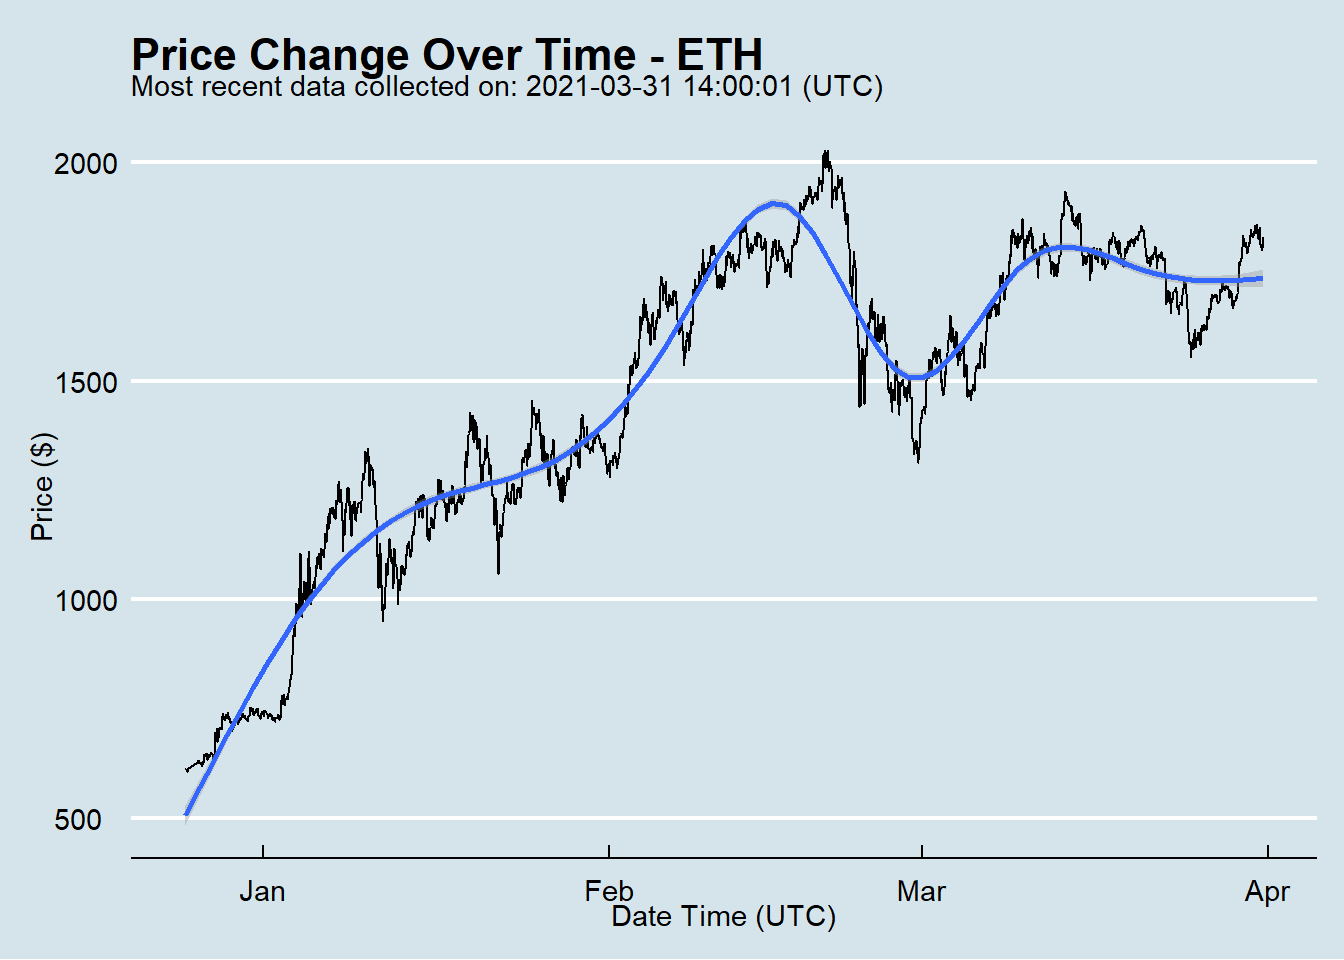 Price Change Over Time - ETH
Most recent data collected on: 2021-03-31 14:00:01 (UTC)
2000
1500
1000
500
Price ($)
Jan Feb Mar Apr
Date Time (UTC)